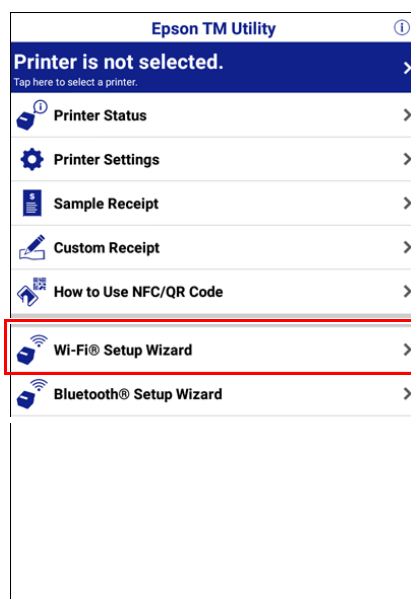 Epson TM Utility
Printer is not selected.
Tap here to select a printer.
Printer Status
Printer Settings
Sample Receipt
Custom Receipt
How to Use NFC/QR Code
Wi-Fi® Setup Wizard
Bluetooth® Setup Wizard